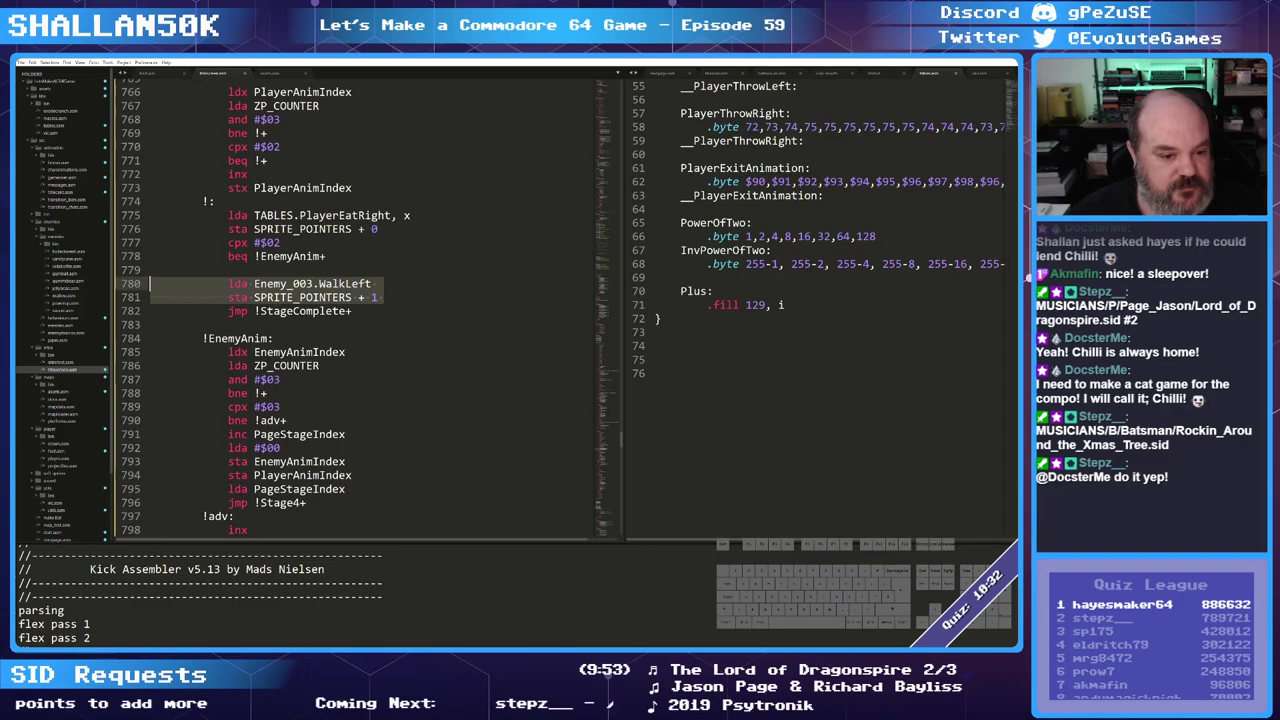 SHALLAN50K
Let's Make a Commodore 64 Game - Episode 59
Discord gPeZuSE
Twitter @EvoluteGames
FOLDERS
766 ldx PlayerAnimIndex
767 lda ZP_COUNTER
768 and #$03
769 bne !+
770 cpx #$02
771 beq !+
772 inx
773 stx PlayerAnimIndex
774 !:
775 lda TABLES.PlayerEatRight, x
776 sta SPRITE_POINTERS + 0
777 cpx #$02
778 beq !EnemyAnim+
779
780 lda Enemy_003.WalkLeft
781 sta SPRITE_POINTERS + 1
782 jmp !StageComplete+
783
784 !EnemyAnim:
785 ldx EnemyAnimIndex
786 lda ZP_COUNTER
787 and #$03
788 bne !+
789 cpx #$03
790 bne !adv+
791 inc PageStageIndex
792 lda #$00
793 sta EnemyAnimIndex
794 sta PlayerAnimIndex
795 lda PageStageIndex
796 jmp !Stage4+
797 !adv:
798 inx
55 __PlayerThrowLeft:
56
57 PlayerThrowRight:
58 .byte 72,73,74,75,75,75,75,75,75,74,74,74,73,7
59 __PlayerThrowRight:
60
61 PlayerExitAnimation:
62 .byte $90,$91,$92,$93,$94,$95,$96,$97,$98,$96,
63 __PlayerExitAnimation:
64
65 PowerOfTwo:
66 .byte 1,2,4,8,16,32,64,128
67 InvPowerOfTwo:
68 .byte 255-1, 255-2, 255-4, 255-8, 255-16, 255-
69
70 Plus:
71 .fill 129, i
72 }
73
74
75
76
//------------------------------------------------------
// Kick Assembler v5.13 by Mads Nielsen
//------------------------------------------------------
parsing
flex pass 1
flex pass 2
Quiz: 10:32
DocsterMe:
Shallan just asked hayes if he could
lend Chilli!
Akmafin: nice! a sleepover!
Stepz__:
MUSICIANS/P/Page_Jason/Lord_of_D
ragonspire.sid #2
DocsterMe:
Yeah! Chilli is always home!
DocsterMe:
I need to make a cat game for the
compo! I will call it; Chilli!
Stepz__:
MUSICIANS/B/Batsman/Rockin_Arou
nd_the_Xmas_Tree.sid
Stepz__:
@DocsterMe do it yep!
Quiz League
1 hayesmaker64 886632
2 stepz__ 789721
3 sp175 428012
4 eldritch79 302122
5 mrg8472 254375
6 prow7 248850
7 akmafin 96806
SID Requests
(9:53) The Lord of Dragonspire 2/3
Jason Page & Richard Bayliss
2019 Psytronik
points to add more
Coming Next:
stepz__ -